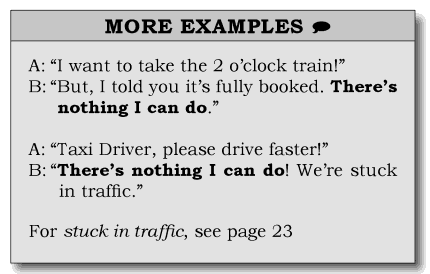 MORE EXAMPLES
A: “I want to take the 2 o’clock train!”
B: “But, I told you it’s fully booked. There’s
nothing I can do.”
A: “Taxi Driver, please drive faster!”
B: “There’s nothing I can do! We’re stuck
in traffic.”
For stuck in traffic, see page 23